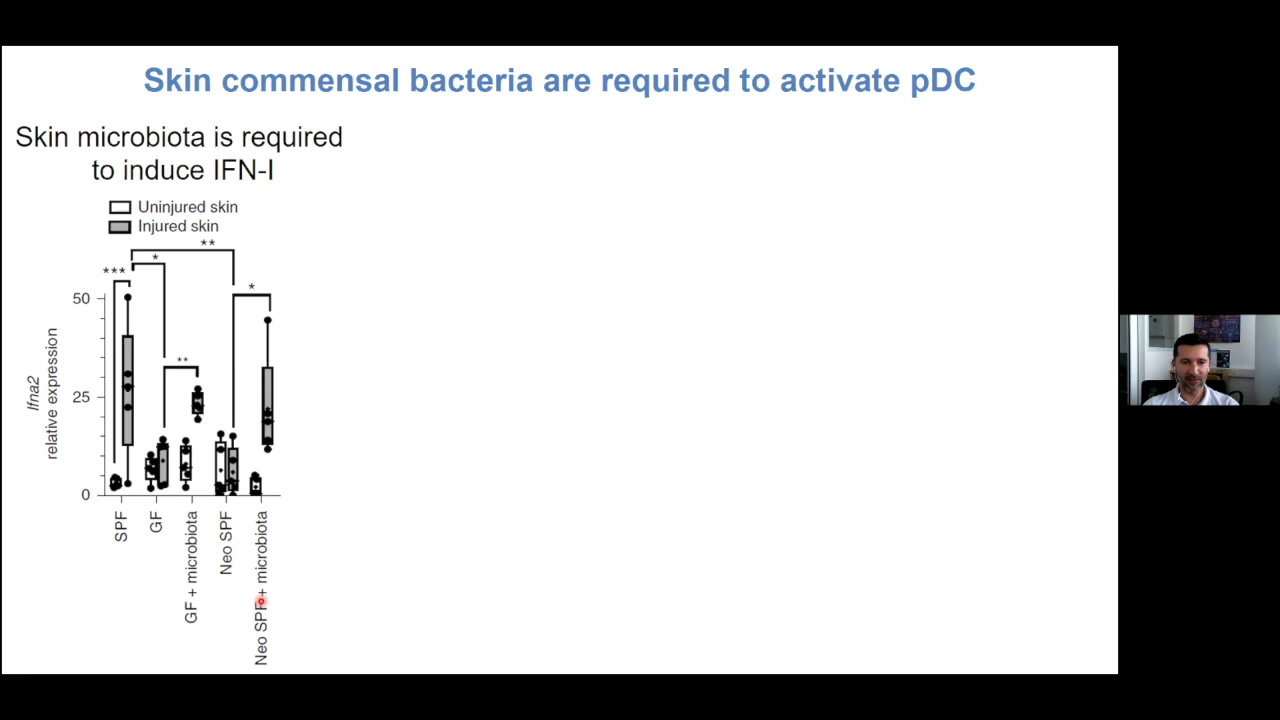 Skin commensal bacteria are required to activate pDC
Skin microbiota is required
to induce IFN-I
Uninjured skin
Injured skin
**
*
***
*
**
50
25
0
Ifna2
relative expression
SPF
GF
GF + microbiota
Neo SPF
Neo SPF + microbiota